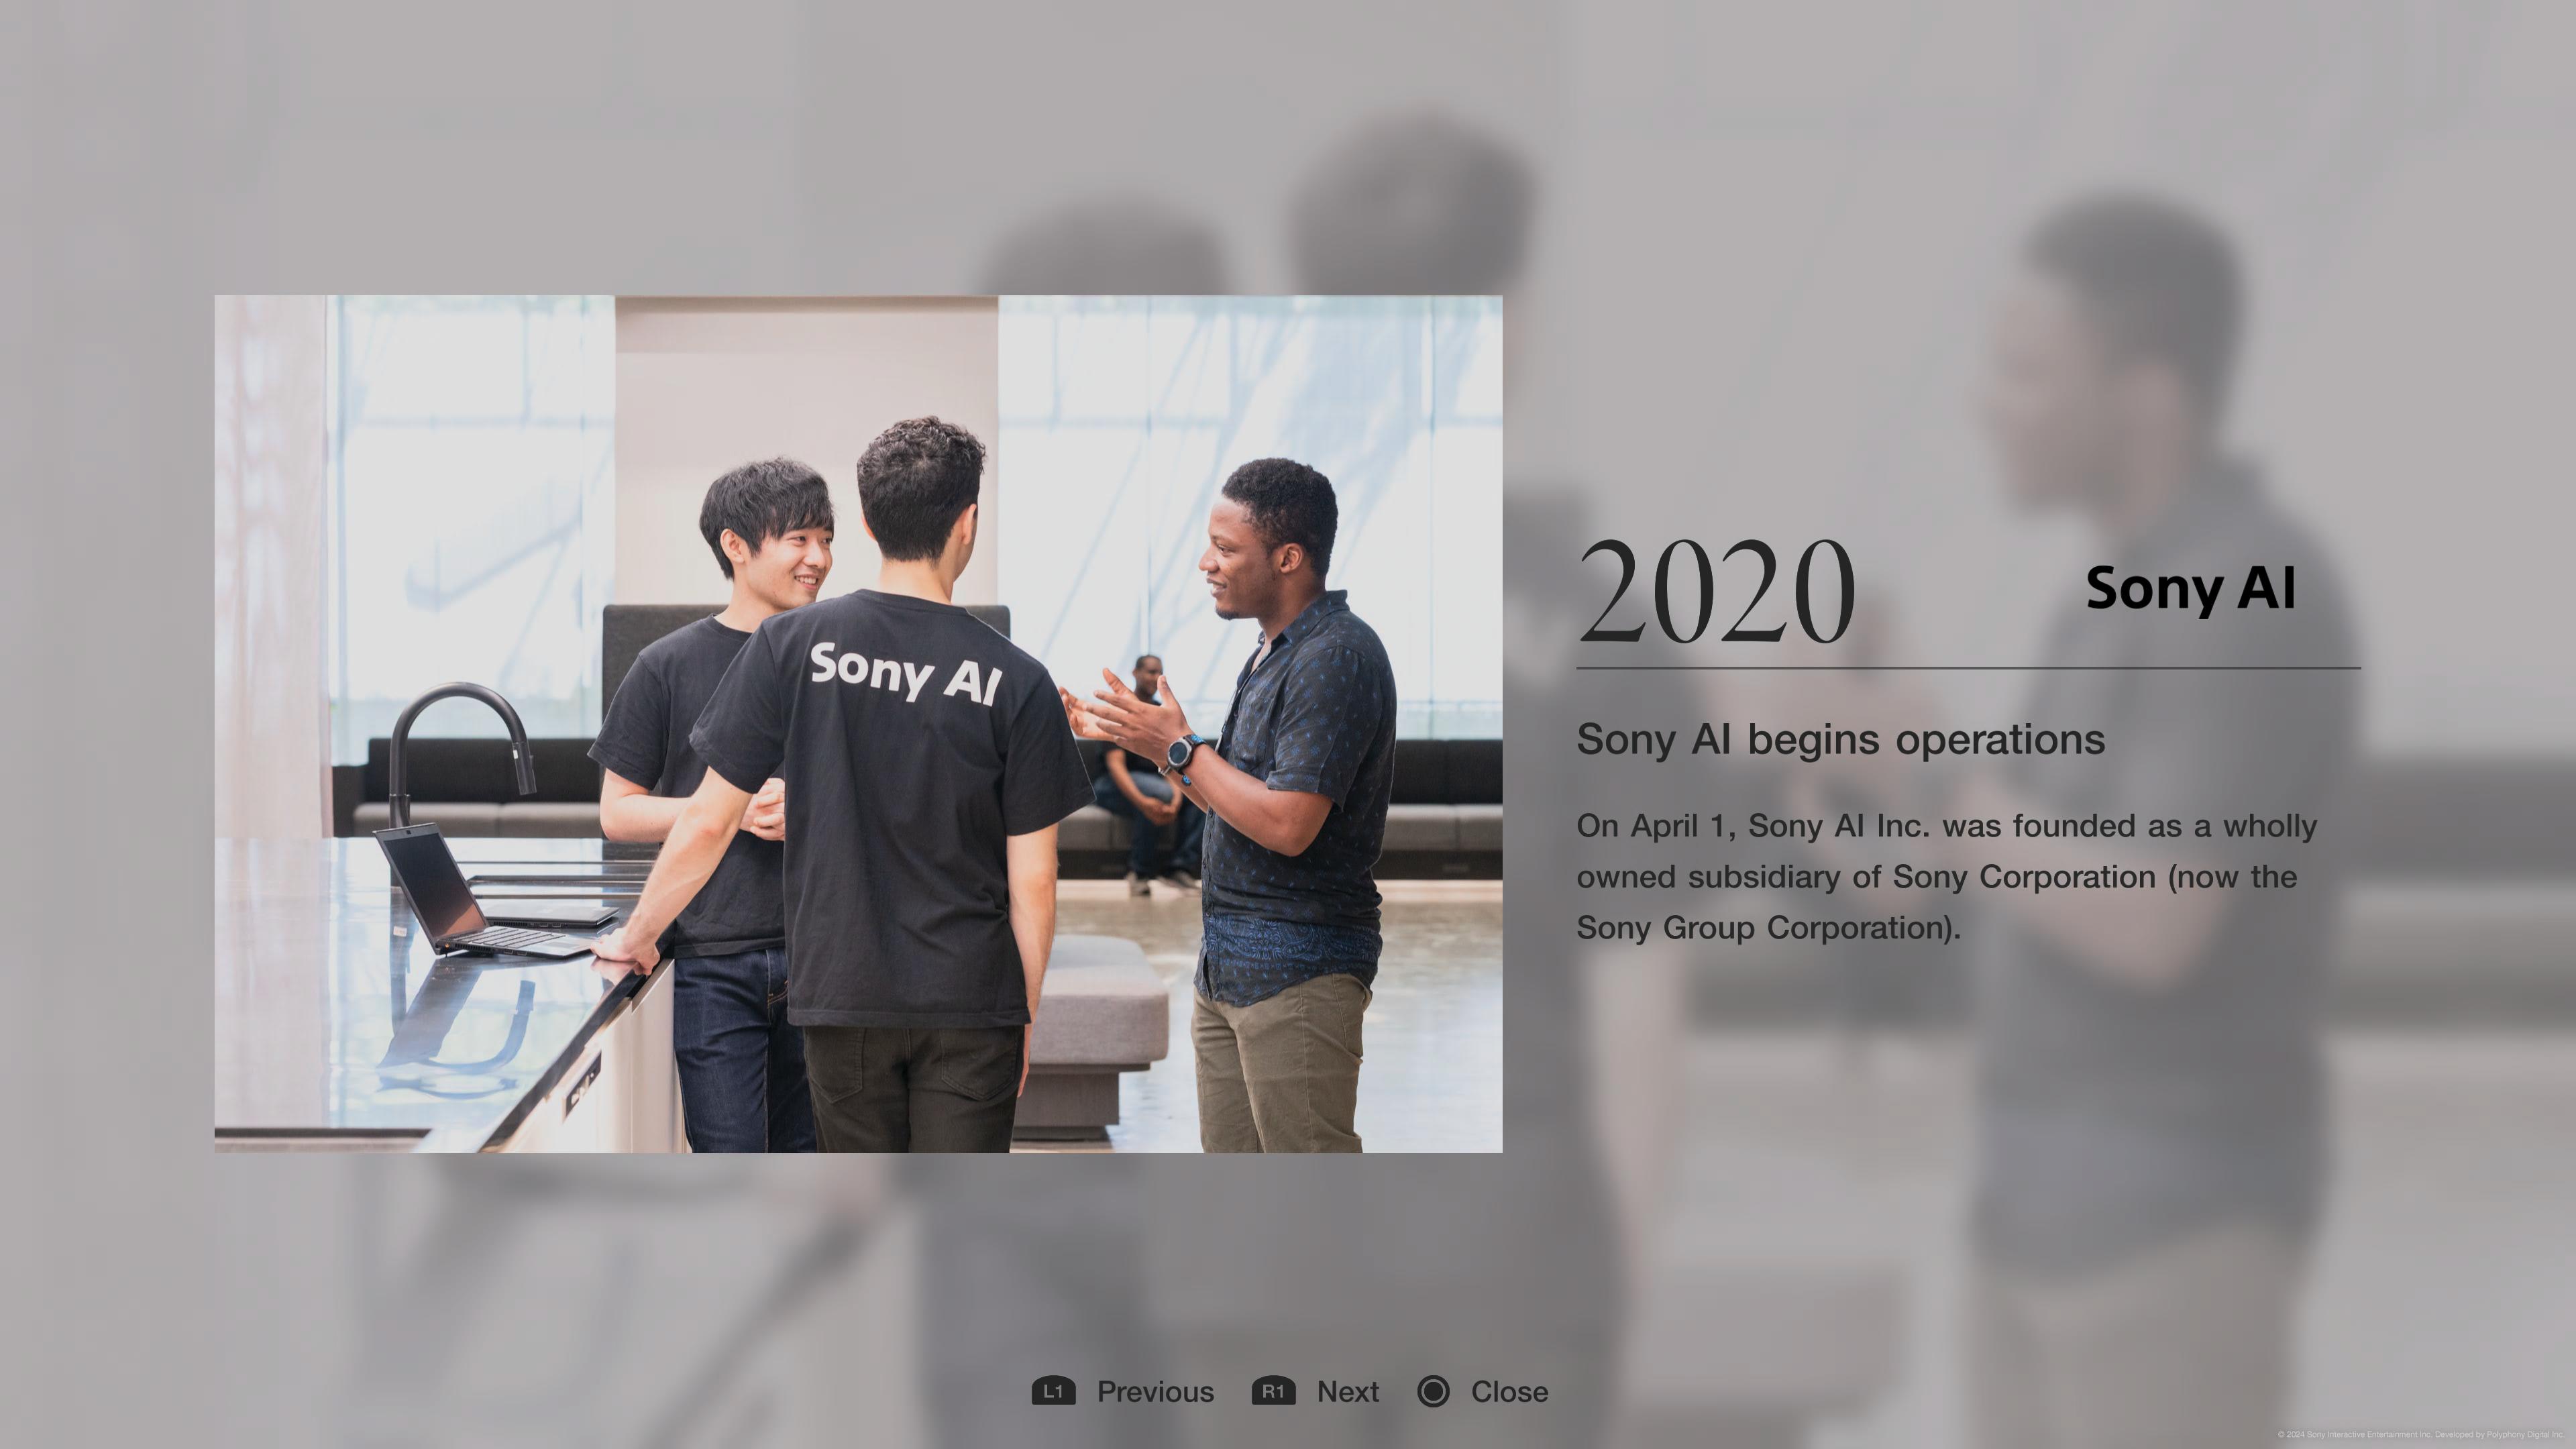 Sony AI
2020
Sony AI
Sony AI begins operations
On April 1, Sony AI Inc. was founded as a wholly
owned subsidiary of Sony Corporation (now the
Sony Group Corporation).
L1 Previous R1 Next Close
© 2024 Sony Interactive Entertainment Inc. Developed by Polyphony Digital Inc.